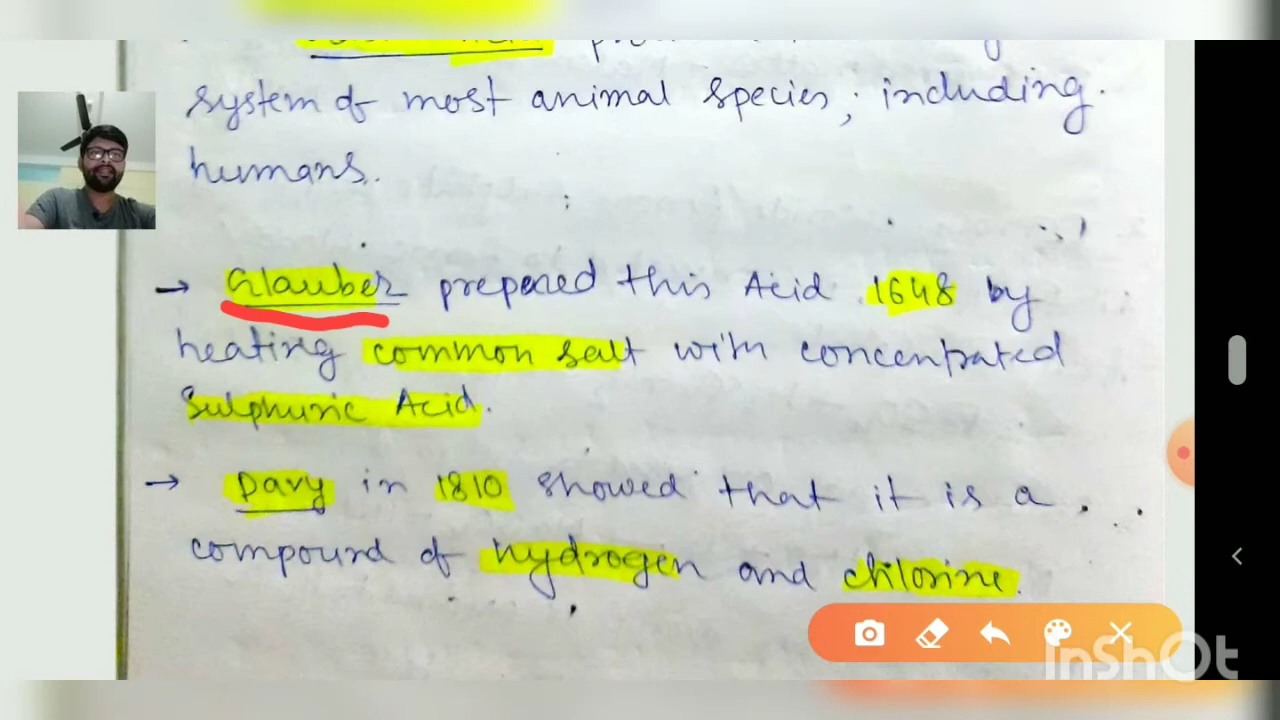 system of most animal species, including
humans.
→ Glauber prepared this Acid 1648 by
heating common salt with concentrated
Sulphuric Acid.
→ Davy in 1810 showed that it is a
compound of hydrogen and chlorine.
InShOt